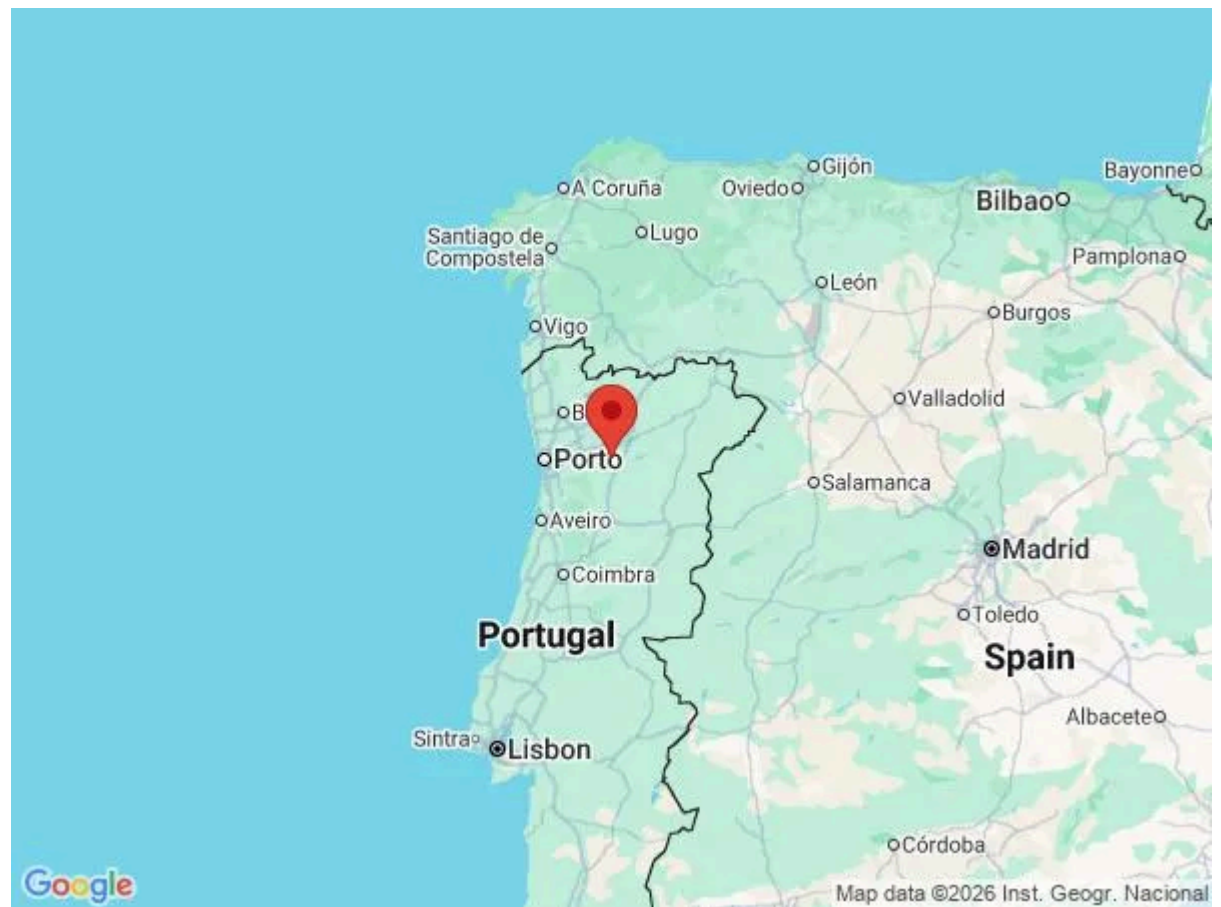 Gijón
Bayonne
A Coruña
Oviedo
Bilbao
Santiago de
Compostela
Lugo
Pamplona
León
Burgos
Vigo
Valladolid
B
Porto
Salamanca
Aveiro
Madrid
Coimbra
Toledo
Portugal
Spain
Albacete
Sintra
Lisbon
Córdoba
Google
Map data ©2026 Inst. Geogr. Nacional